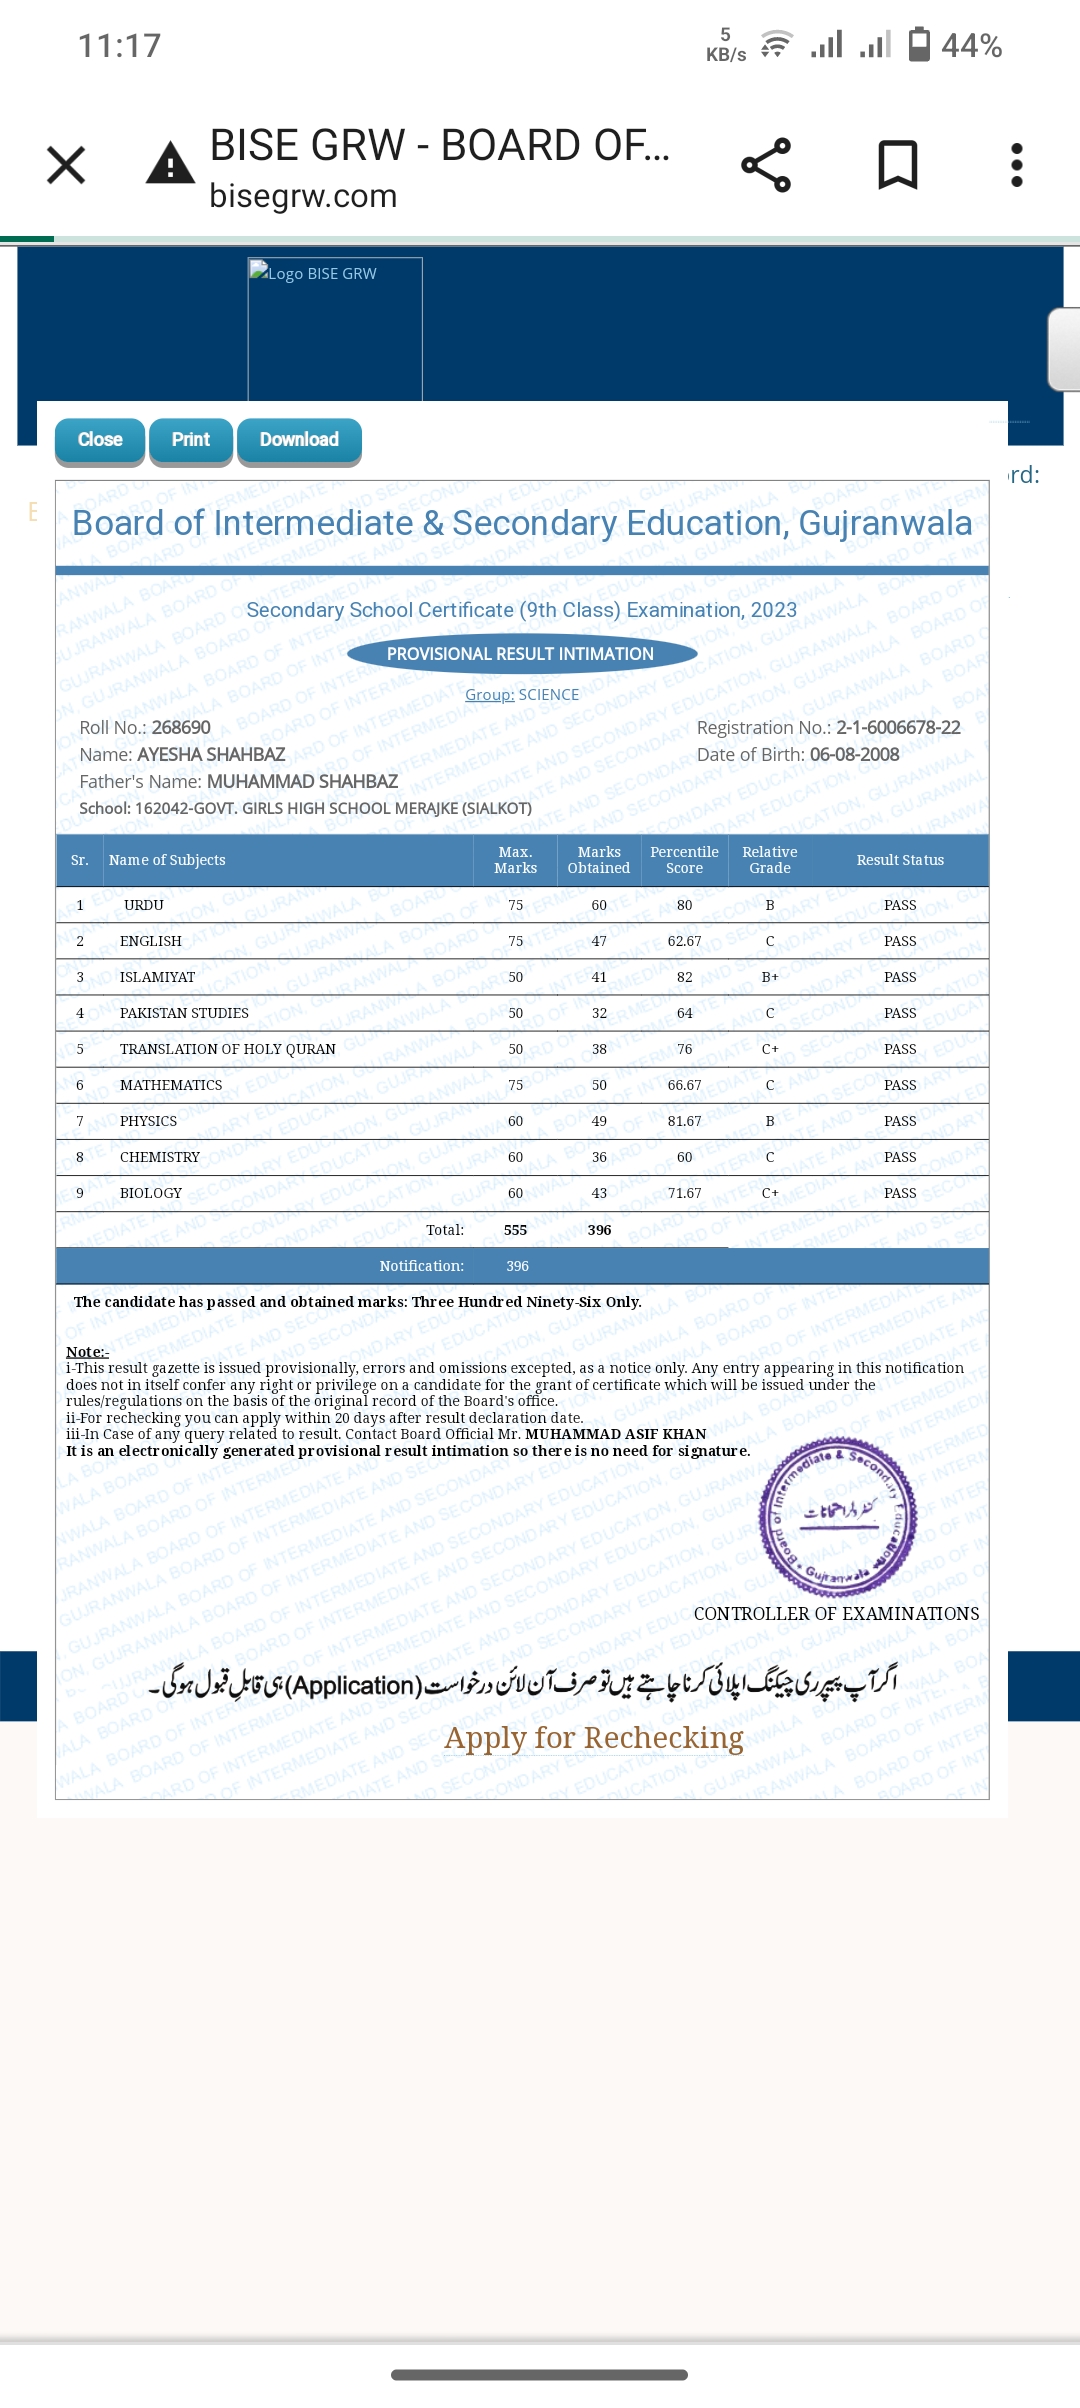 11:17
5
KB/s
44%
BISE GRW - BOARD OF...
bisegrw.com
Logo BISE GRW
Close Print Download
ord:
E
Board of Intermediate & Secondary Education, Gujranwala
Secondary School Certificate (9th Class) Examination, 2023
PROVISIONAL RESULT INTIMATION
Group: SCIENCE
Roll No.: 268690 Registration No.: 2-1-6006678-22
Name: AYESHA SHAHBAZ Date of Birth: 06-08-2008
Father's Name: MUHAMMAD SHAHBAZ
School: 162042-GOVT. GIRLS HIGH SCHOOL MERAJKE (SIALKOT)
Sr. Name of Subjects Max. Marks Marks Obtained Percentile Score Relative Grade Result Status
1 URDU 75 60 80 B PASS
2 ENGLISH 75 47 62.67 C PASS
3 ISLAMIYAT 50 41 82 B+ PASS
4 PAKISTAN STUDIES 50 32 64 C PASS
5 TRANSLATION OF HOLY QURAN 50 38 76 C+ PASS
6 MATHEMATICS 75 50 66.67 C PASS
7 PHYSICS 60 49 81.67 B PASS
8 CHEMISTRY 60 36 60 C PASS
9 BIOLOGY 60 43 71.67 C+ PASS
Total: 555 396
Notification: 396
The candidate has passed and obtained marks: Three Hundred Ninety-Six Only.
Note:-
i-This result gazette is issued provisionally, errors and omissions excepted, as a notice only. Any entry appearing in this notification
does not in itself confer any right or privilege on a candidate for the grant of certificate which will be issued under the
rules/regulations on the basis of the original record of the Board's office.
ii-For rechecking you can apply within 20 days after result declaration date.
iii-In Case of any query related to result. Contact Board Official Mr. MUHAMMAD ASIF KHAN
It is an electronically generated provisional result intimation so there is no need for signature.
Board of Intermediate & Secondary Education Gujranwala
کنٹرولر امتحانات
CONTROLLER OF EXAMINATIONS
اگر آپ پیپر ری چیکنگ اپلائی کرنا چاہتے ہیں تو صرف آن لائن درخواست (Application) ہی قابلِ قبول ہوگی۔
Apply for Rechecking